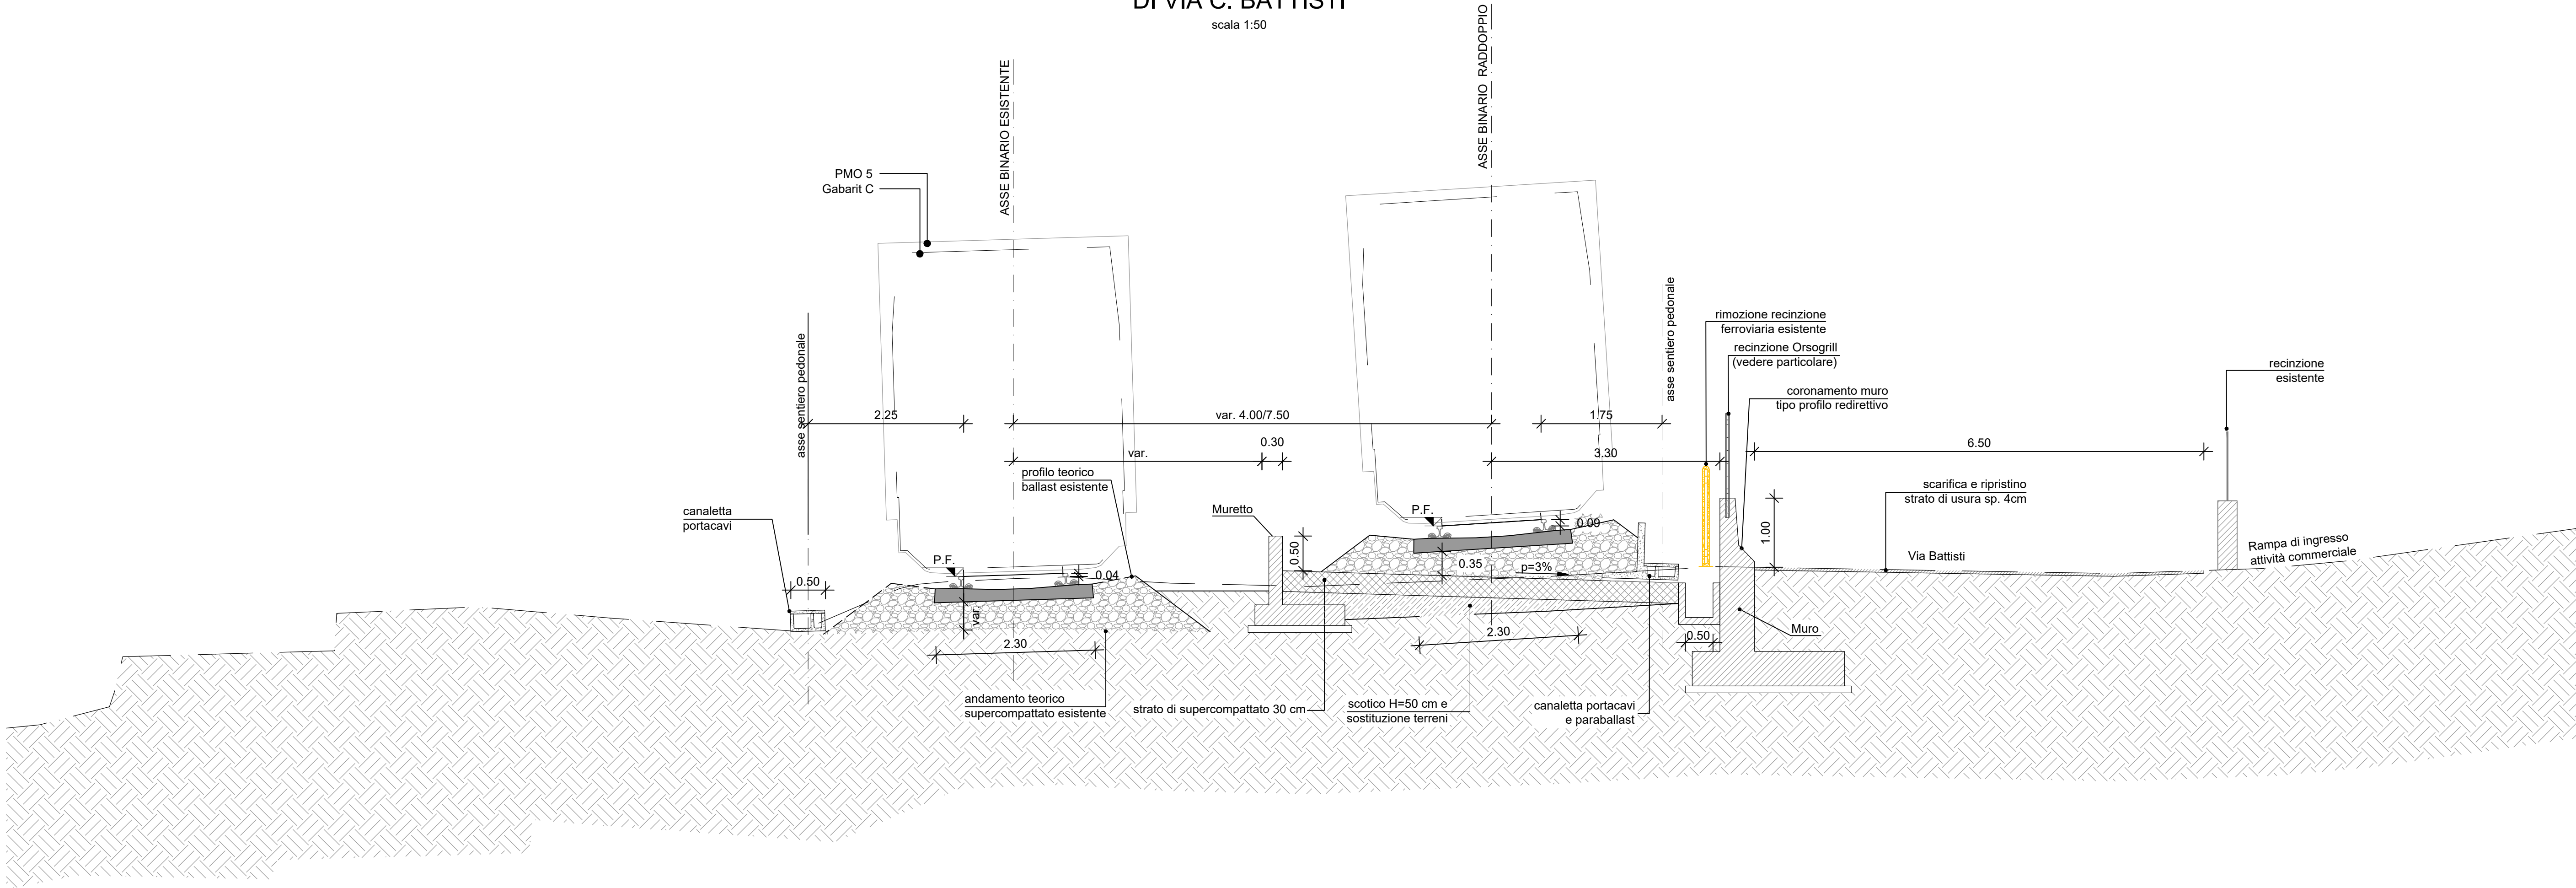 DI VIA C. BATTISTI
scala 1:50
ASSE BINARIO ESISTENTE
ASSE BINARIO RADDOPPIO
PMO 5
Gabarit C
asse sentiero pedonale
asse sentiero pedonale
rimozione recinzione
ferroviaria esistente
recinzione Orsogrill
(vedere particolare)
recinzione
esistente
coronamento muro
tipo profilo redirettivo
2.25
var. 4.00/7.50
1.75
0.30
6.50
var.
3.30
profilo teorico
ballast esistente
scarifica e ripristino
strato di usura sp. 4cm
canaletta
portacavi
Muretto
P.F.
0.09
1.00
0.50
Via Battisti
Rampa di ingresso
attività commerciale
P.F.
0.04
0.35
p=3%
0.50
var.
2.30
2.30
0.50
Muro
andamento teorico
supercompattato esistente
strato di supercompattato 30 cm
scotico H=50 cm e
sostituzione terreni
canaletta portacavi
e paraballast